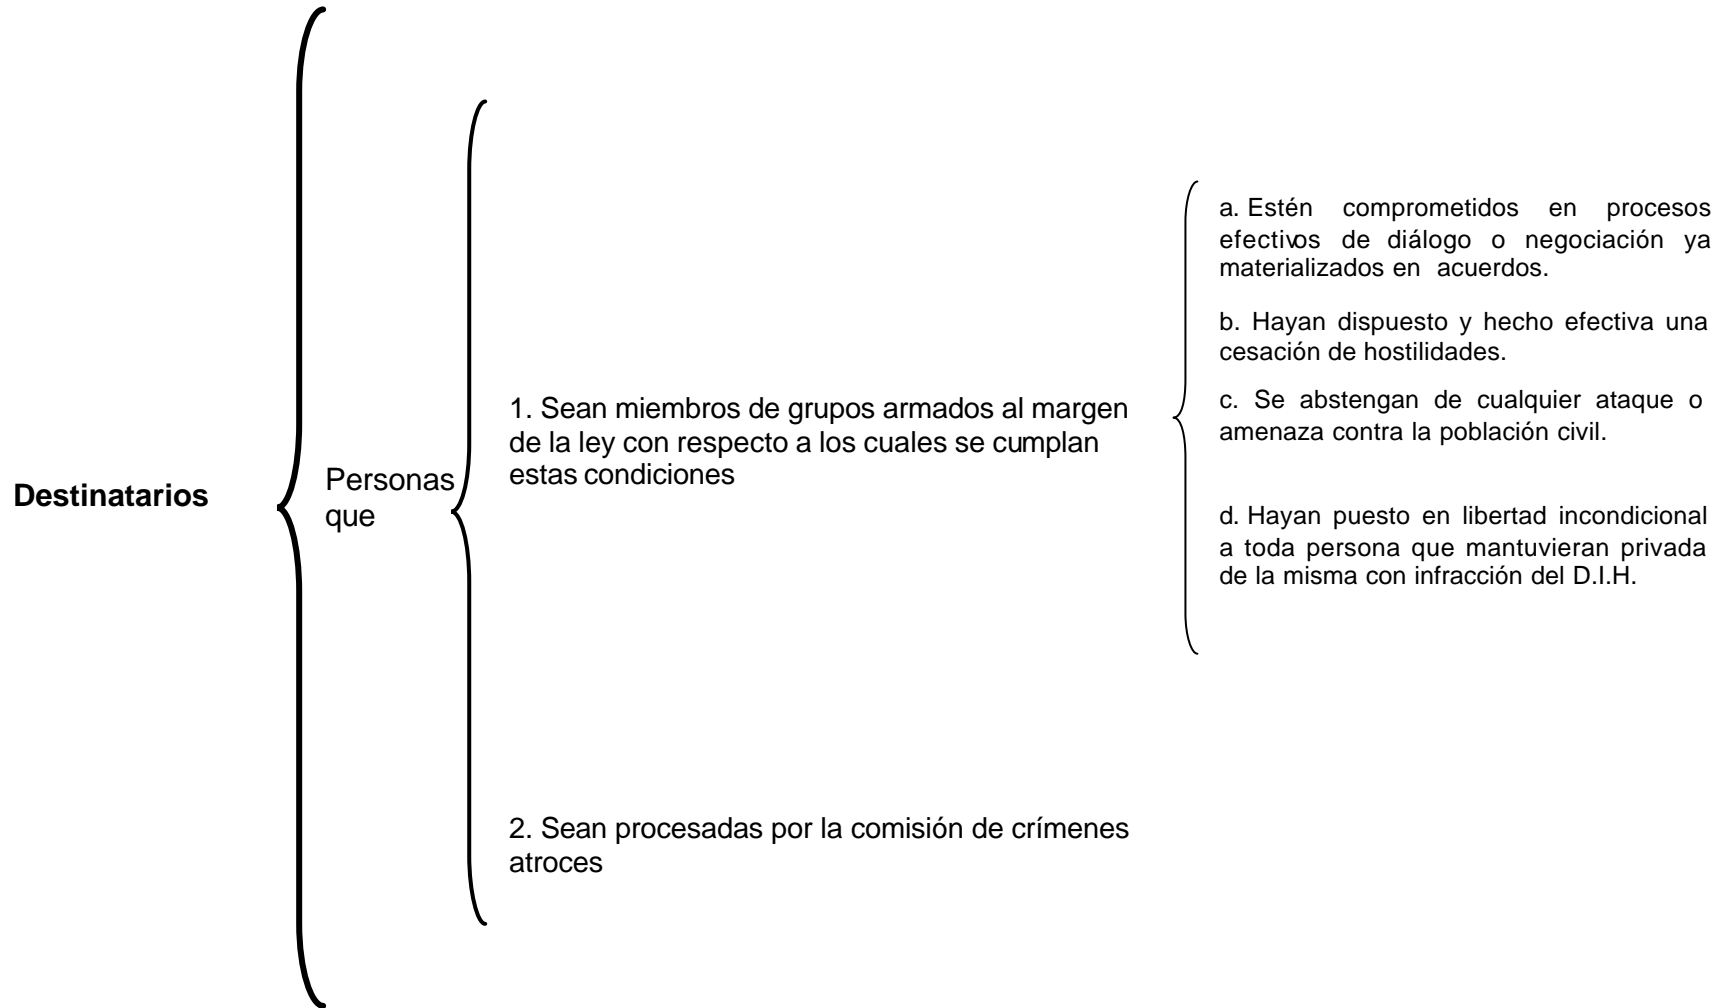 Destinatarios
Personas
que
1. Sean miembros de grupos armados al margen
de la ley con respecto a los cuales se cumplan
estas condiciones
a. Estén comprometidos en procesos
efectivos de diálogo o negociación ya
materializados en acuerdos.
b. Hayan dispuesto y hecho efectiva una
cesación de hostilidades.
c. Se abstengan de cualquier ataque o
amenaza contra la población civil.
d. Hayan puesto en libertad incondicional
a toda persona que mantuvieran privada
de la misma con infracción del D.I.H.
2. Sean procesadas por la comisión de crímenes
atroces